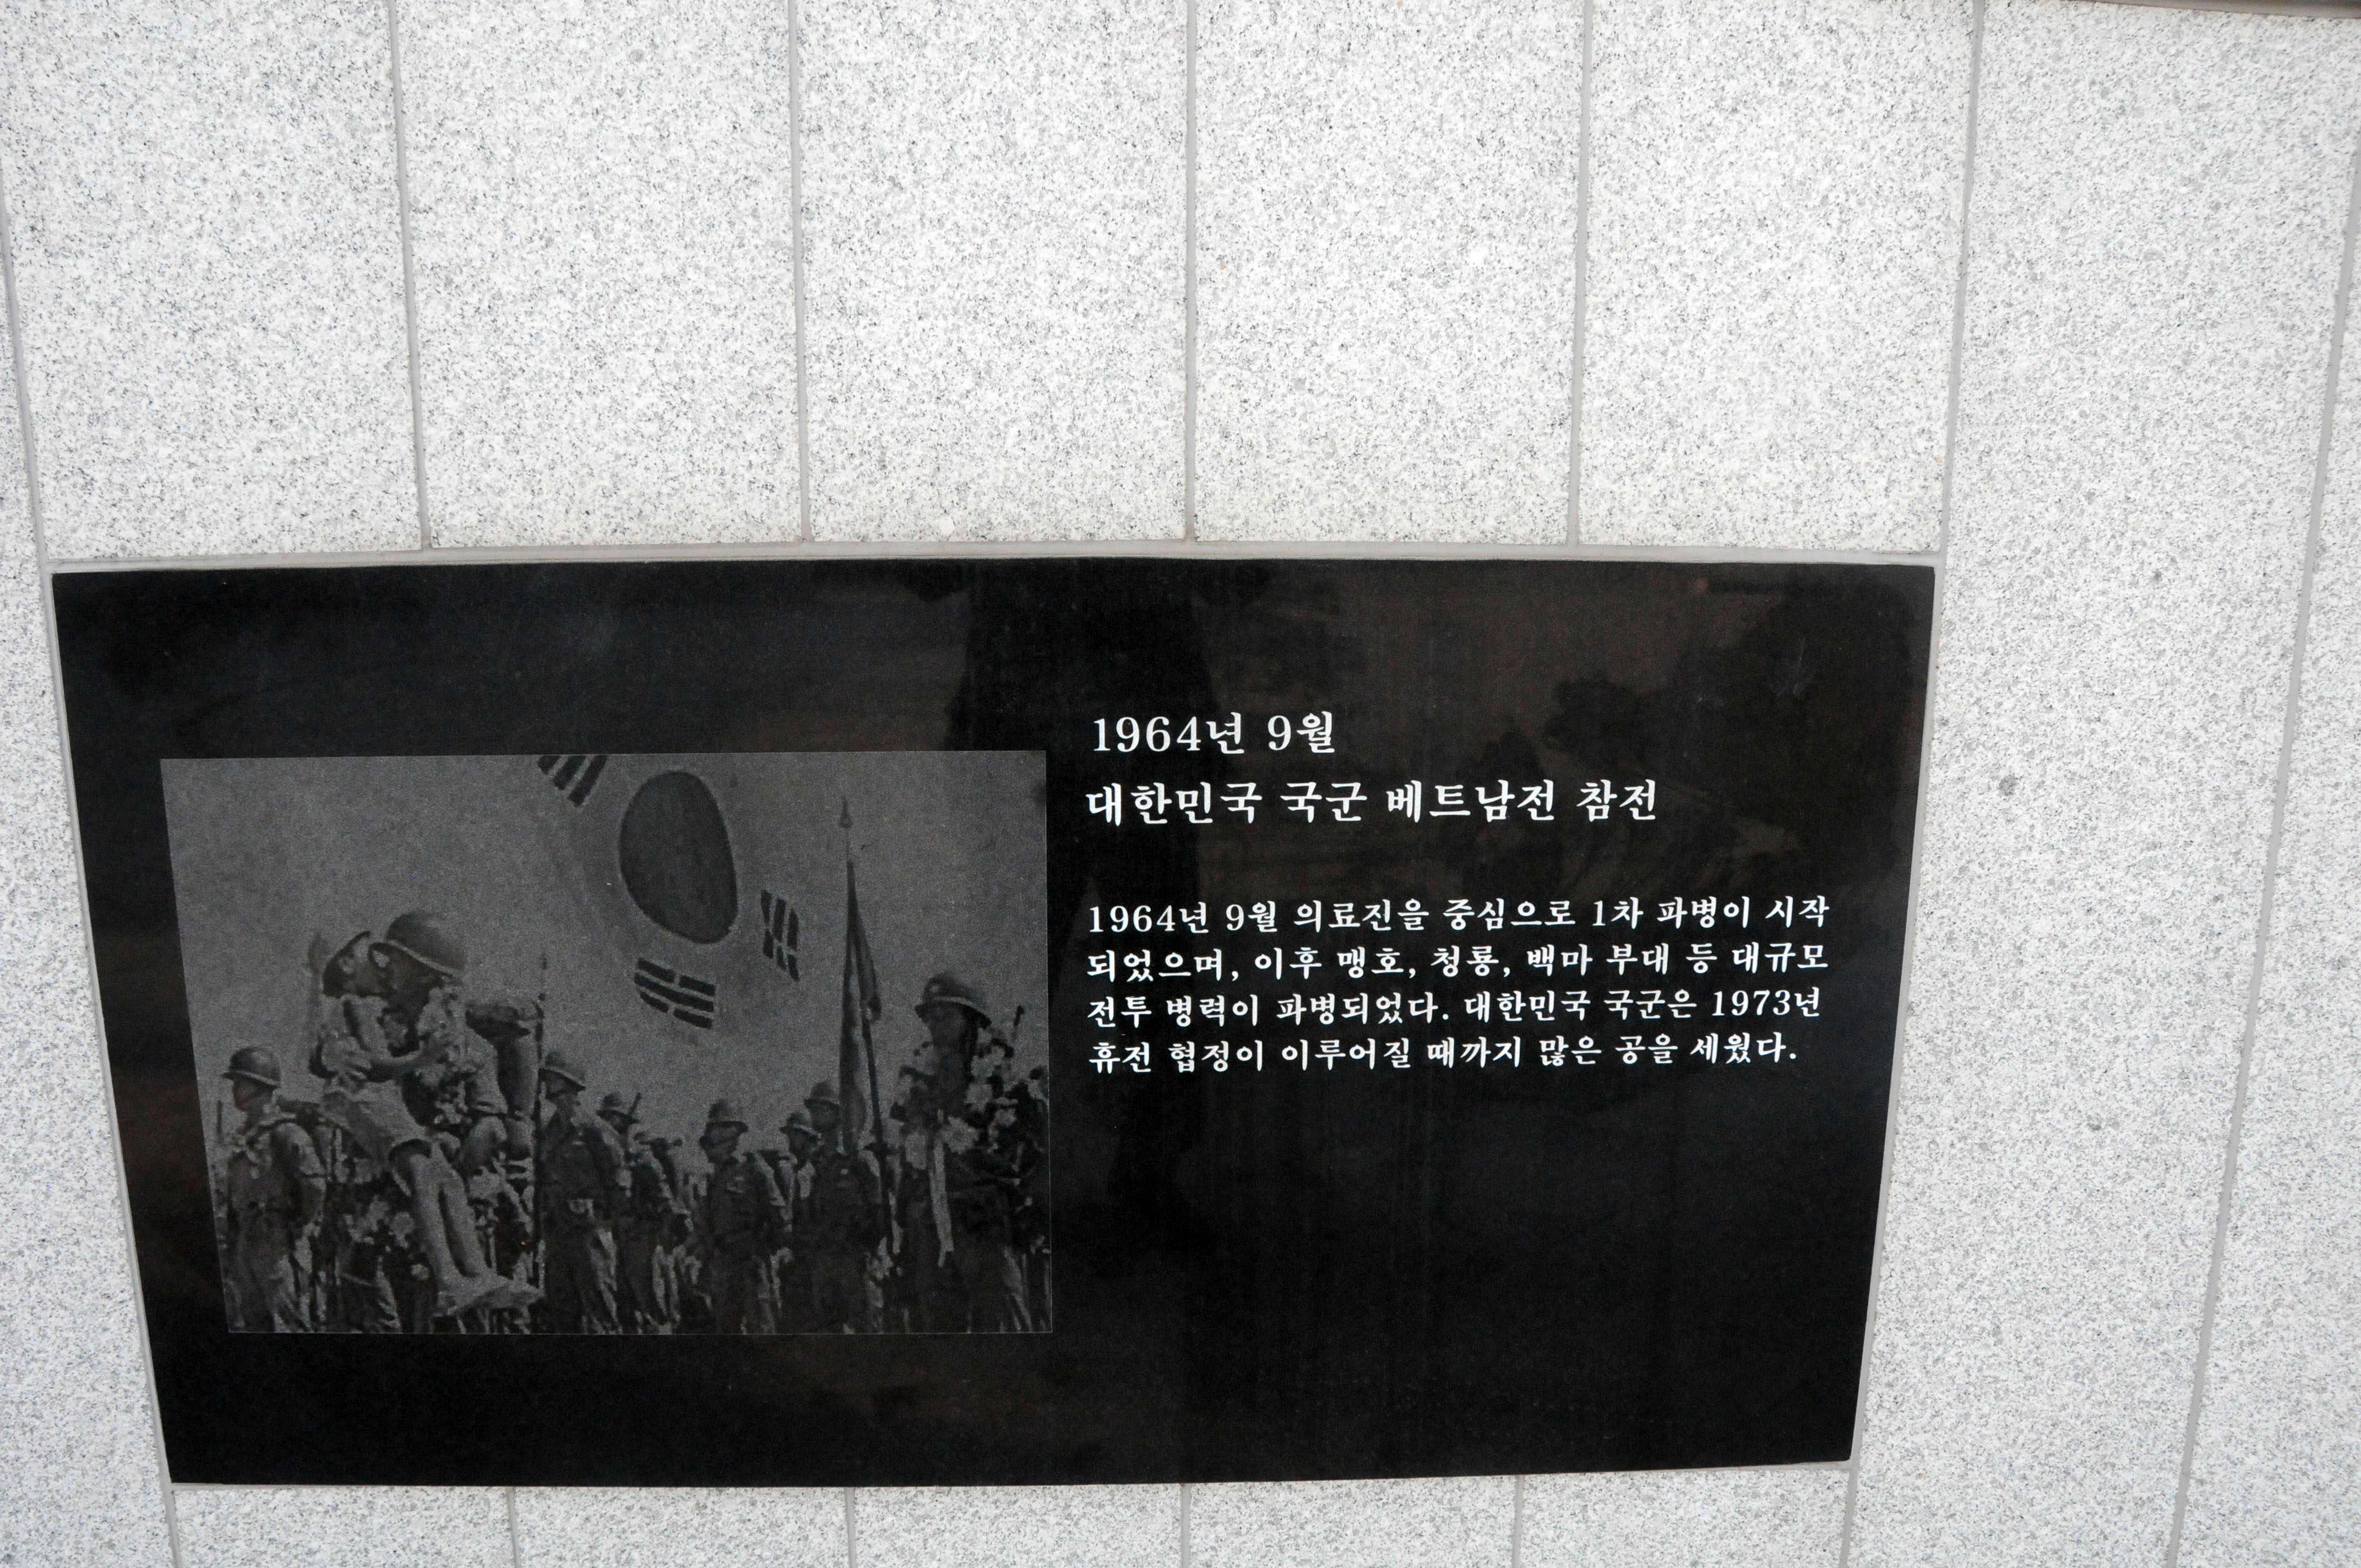 1964년 9월
대한민국 국군 베트남전 참전
1964년 9월 의료진을 중심으로 1차 파병이 시작
되었으며, 이후 맹호, 청룡, 백마 부대 등 대규모
전투 병력이 파병되었다. 대한민국 국군은 1973년
휴전 협정이 이루어질 때까지 많은 공을 세웠다.